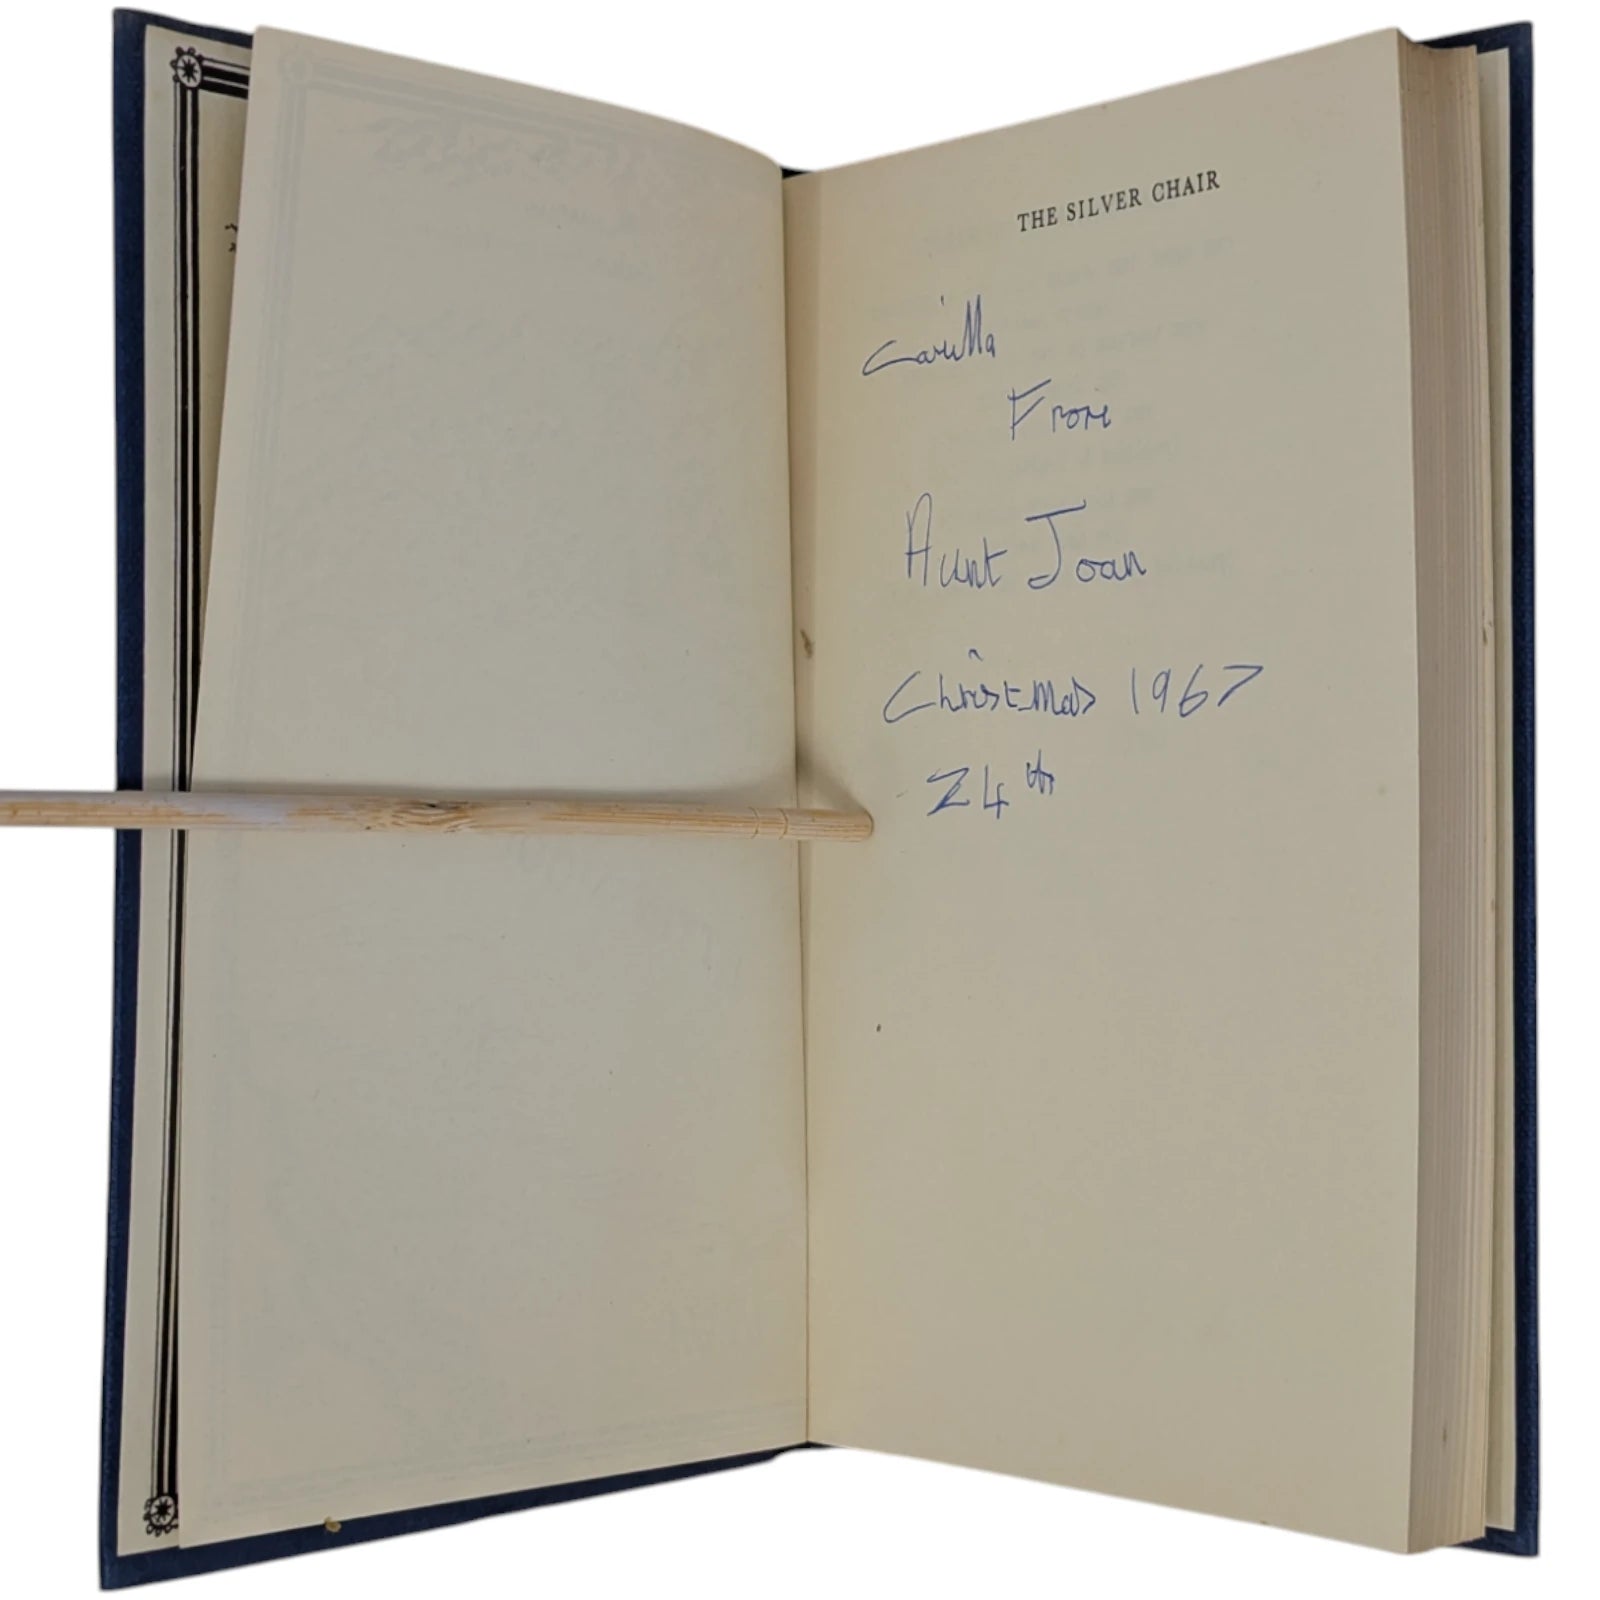 THE SILVER CHAIR
Camilla
From
Aunt Joan
Christmas 1967
24th